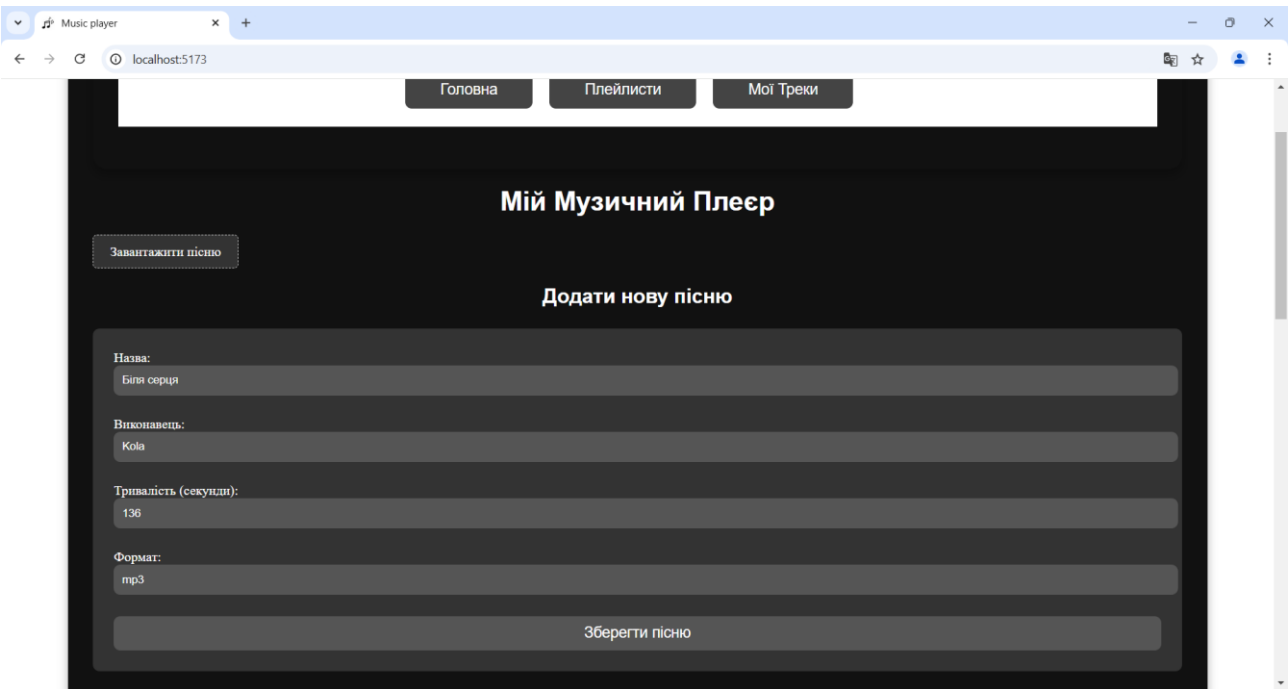 Music player
localhost:5173
Головна Плейлисти Мої Треки
Мій Музичний Плеєр
Завантажити пісню
Додати нову пісню
Назва:
Біля серця
Виконавець:
Kola
Тривалість (секунди):
136
Формат:
mp3
Зберегти пісню